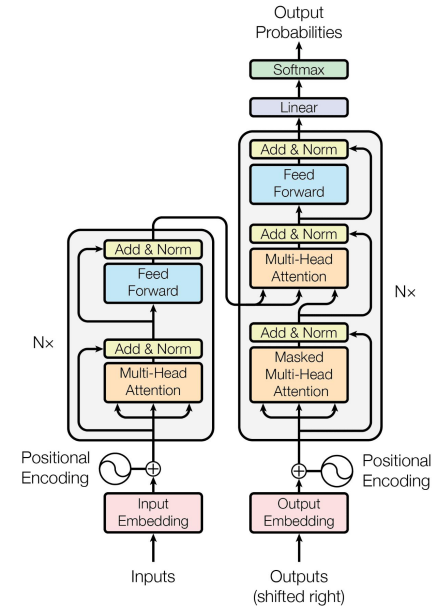 Output
Probabilities
Softmax
Linear
Add & Norm
Feed
Forward
Add & Norm
Multi-Head
Attention
Add & Norm
Masked
Multi-Head
Attention
N×
Add & Norm
Feed
Forward
Add & Norm
Multi-Head
Attention
N×
Positional
Encoding
Positional
Encoding
Input
Embedding
Output
Embedding
Inputs
Outputs
(shifted right)